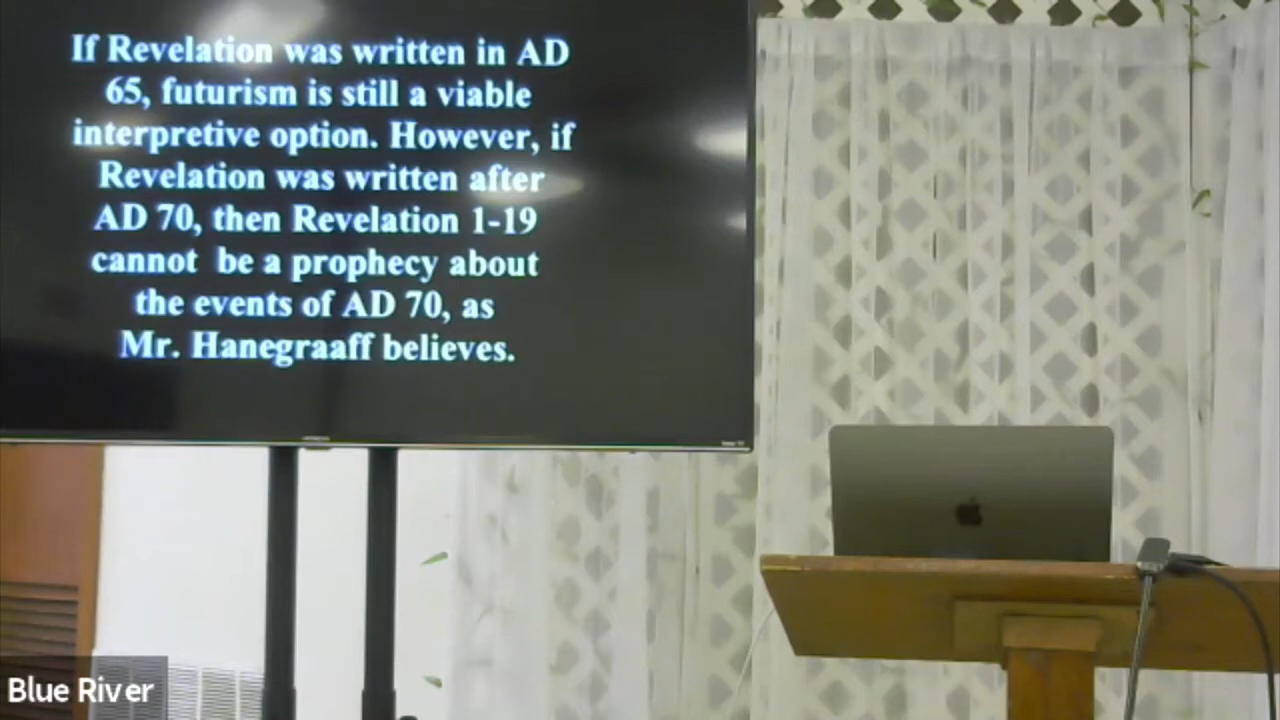 If Revelation was written in AD
65, futurism is still a viable
interpretive option. However, if
Revelation was written after
AD 70, then Revelation 1-19
cannot  be a prophecy about
the events of AD 70, as
Mr. Hanegraaff believes.
Blue River